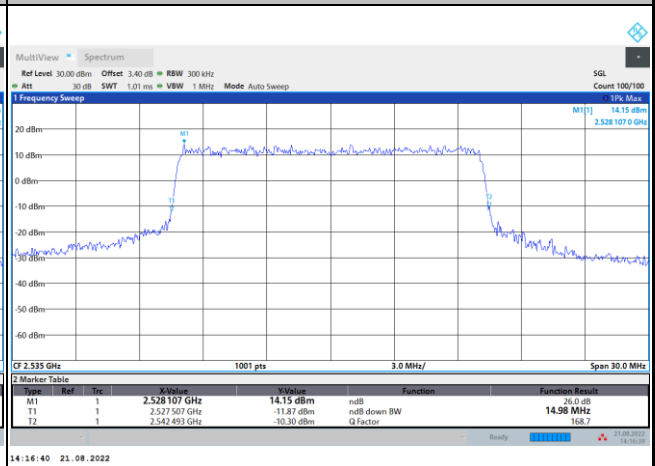 MultiView Spectrum
Ref Level 30.00 dBm Offset 3.40 dB RBW 300 kHz SGL
Att 30 dB SWT 1.01 ms VBW 1 MHz Mode Auto Sweep Count 100/100
1 Frequency Sweep 1Pk Max
M1[1] 14.15 dBm
2.528 107 0 GHz
20 dBm
M1
10 dBm
0 dBm
T1
T2
-10 dBm
-20 dBm
-30 dBm
-40 dBm
-50 dBm
-60 dBm
CF 2.535 GHz 1001 pts 3.0 MHz/ Span 30.0 MHz
2 Marker Table
Type Ref Trc X-Value Y-Value Function Function Result
M1 1 2.528107 GHz 14.15 dBm ndB 26.0 dB
T1 1 2.527 507 GHz -11.87 dBm ndB down BW 14.98 MHz
T2 1 2.542 493 GHz -10.30 dBm Q Factor 168.7
Ready 21.08.2022
14:16:39
14:16:40 21.08.2022